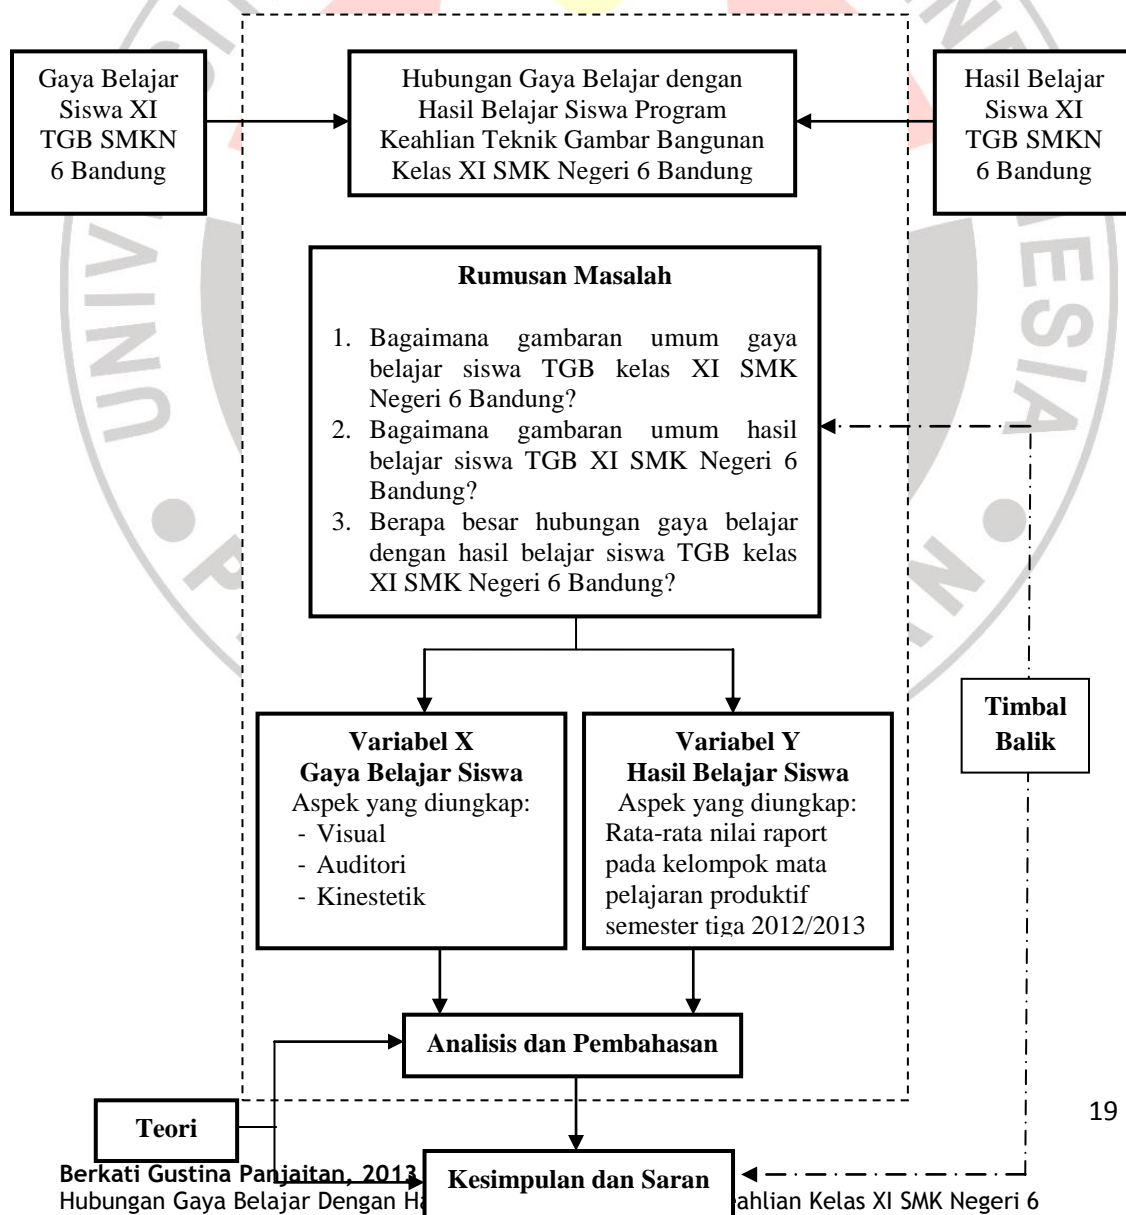 Gaya Belajar
Siswa XI
TGB SMKN
6 Bandung
Hubungan Gaya Belajar dengan
Hasil Belajar Siswa Program
Keahlian Teknik Gambar Bangunan
Kelas XI SMK Negeri 6 Bandung
Hasil Belajar
Siswa XI
TGB SMKN
6 Bandung
Rumusan Masalah
1. Bagaimana gambaran umum gaya
belajar siswa TGB kelas XI SMK
Negeri 6 Bandung?
2. Bagaimana gambaran umum hasil
belajar siswa TGB XI SMK Negeri 6
Bandung?
3. Berapa besar hubungan gaya belajar
dengan hasil belajar siswa TGB kelas
XI SMK Negeri 6 Bandung?
Variabel X
Gaya Belajar Siswa
Aspek yang diungkap:
- Visual
- Auditori
- Kinestetik
Variabel Y
Hasil Belajar Siswa
Aspek yang diungkap:
Rata-rata nilai raport
pada kelompok mata
pelajaran produktif
semester tiga 2012/2013
Timbal
Balik
Analisis dan Pembahasan
Teori
Kesimpulan dan Saran
19
Berkati Gustina Panjaitan, 2013
Hubungan Gaya Belajar Dengan Kelas XI SMK Negeri 6